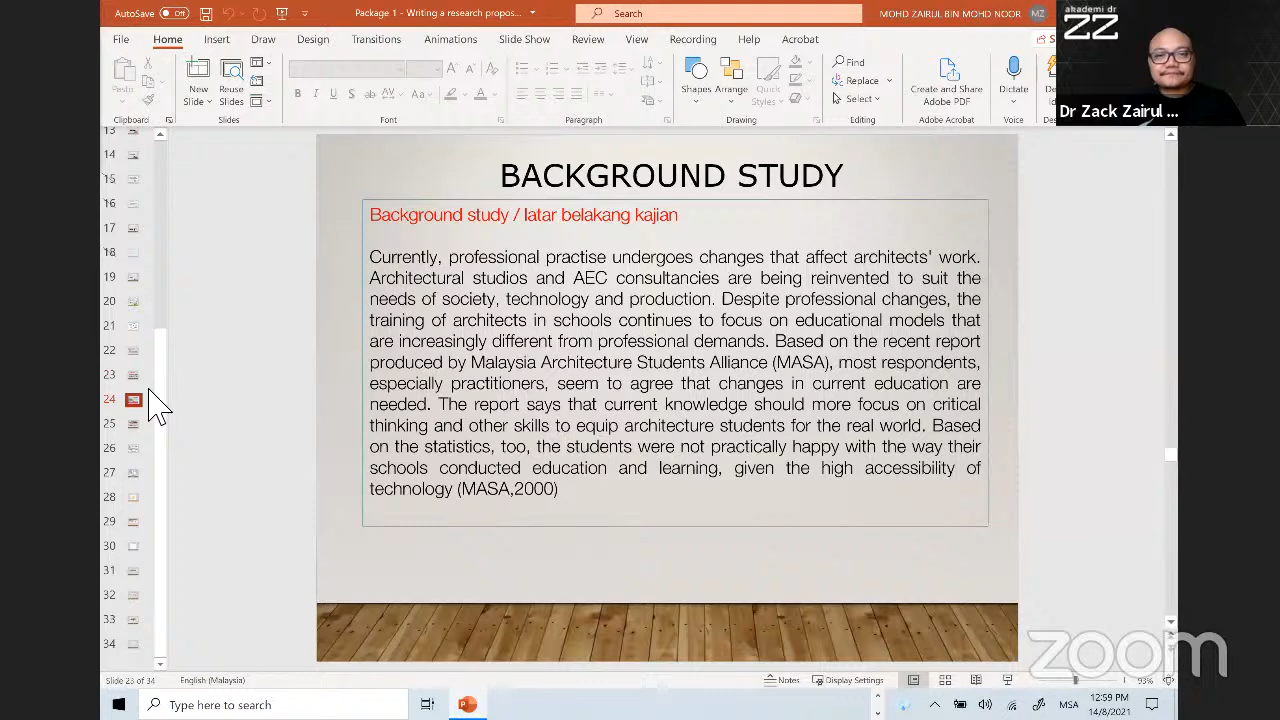 AutoSave
Off
Package 1 - Writing a research propos...
Search
MOHD ZAIRUL BIN MOHD NOOR
MZ
File
Home
Insert
Draw
Design
Animations
Slide Show
Review
View
Recording
Help
Acrobat
Paste
New
Slide
Reuse
Slides
Shapes
Arrange
Quick
Styles
Find
Replace
Select
Create and Share
Adobe PDF
Dictate
Clipboard
Slides
Font
Paragraph
Drawing
Editing
Adobe Acrobat
Voice
akademi dr
ZZ
Dr Zack Zairul ...
13
14
15
16
17
18
19
20
21
22
23
24
25
26
27
28
29
30
31
32
33
34
BACKGROUND STUDY
Background study / latar belakang kajian
Currently, professional practise undergoes changes that affect architects' work.
Architectural studios and AEC consultancies are being reinvented to suit the
needs of society, technology and production. Despite professional changes, the
training of architects in schools continues to focus on educational models that
are increasingly different from professional demands. Based on the recent report
produced by Malaysia Architecture Students Alliance (MASA), most respondents,
especially practitioners, seem to agree that changes in current education are
needed. The report says that current knowledge should more focus on critical
thinking and other skills to equip architecture students for the real world. Based
on the statistics, too, the students were not practically happy with the way their
schools conducted education and learning, given the high accessibility of
technology (MASA,2000)
zoom
Slide 23 of 34
English (Malaysia)
Notes
Display Settings
93%
Type here to search
MSA
12:59 PM
14/8/2021